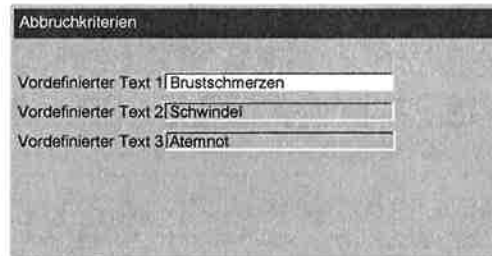 Abbruchkriterien
Vordefinierter Text 1 Brustschmerzen
Vordefinierter Text 2 Schwindel
Vordefinierter Text 3 Atemnot